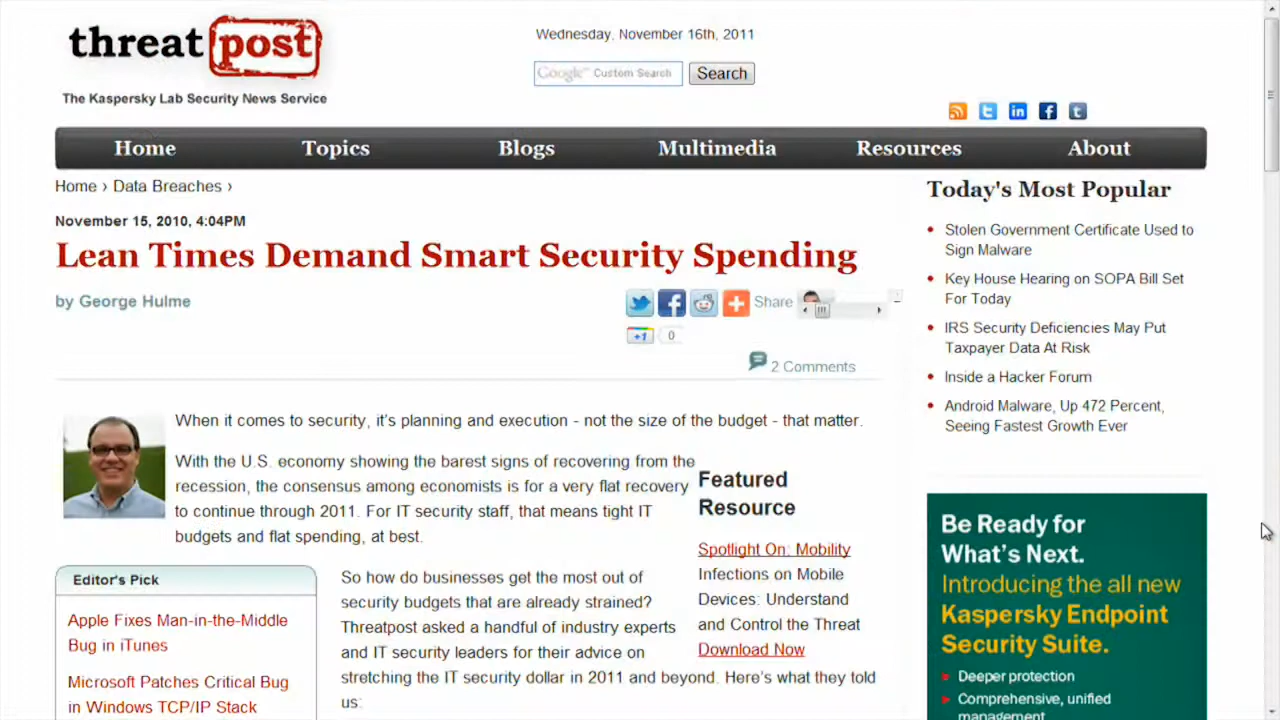 threat post
The Kaspersky Lab Security News Service
Wednesday, November 16th, 2011
Google™ Custom Search
Search
Home
Topics
Blogs
Multimedia
Resources
About
Home › Data Breaches ›
November 15, 2010, 4:04PM
Lean Times Demand Smart Security Spending
by George Hulme
Share
+1
0
2 Comments
When it comes to security, it's planning and execution - not the size of the budget - that matter.
With the U.S. economy showing the barest signs of recovering from the
recession, the consensus among economists is for a very flat recovery
to continue through 2011. For IT security staff, that means tight IT
budgets and flat spending, at best.
So how do businesses get the most out of
security budgets that are already strained?
Threatpost asked a handful of industry experts
and IT security leaders for their advice on
stretching the IT security dollar in 2011 and beyond. Here's what they told
us:
Featured
Resource
Spotlight On: Mobility
Infections on Mobile
Devices: Understand
and Control the Threat
Download Now
Editor's Pick
Apple Fixes Man-in-the-Middle
Bug in iTunes
Microsoft Patches Critical Bug
in Windows TCP/IP Stack
Today's Most Popular
Stolen Government Certificate Used to
Sign Malware
Key House Hearing on SOPA Bill Set
For Today
IRS Security Deficiencies May Put
Taxpayer Data At Risk
Inside a Hacker Forum
Android Malware, Up 472 Percent,
Seeing Fastest Growth Ever
Be Ready for
What's Next.
Introducing the all new
Kaspersky Endpoint
Security Suite.
Deeper protection
Comprehensive, unified
management